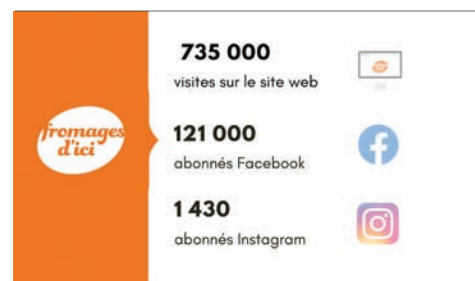 fromages
d'ici
735 000
visites sur le site web
121 000
abonnés Facebook
1 430
abonnés Instagram